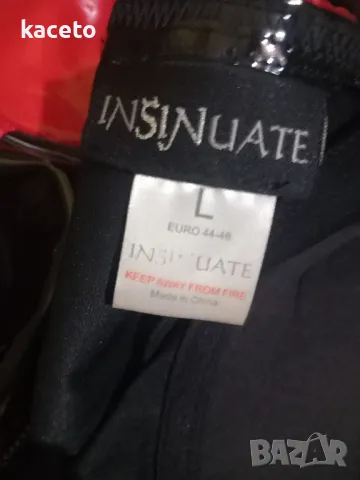 kaceto
INSINUATE
L
EURO 44-46
INSINUATE
KEEP AWAY FROM FIRE
Made in China
BAZAR